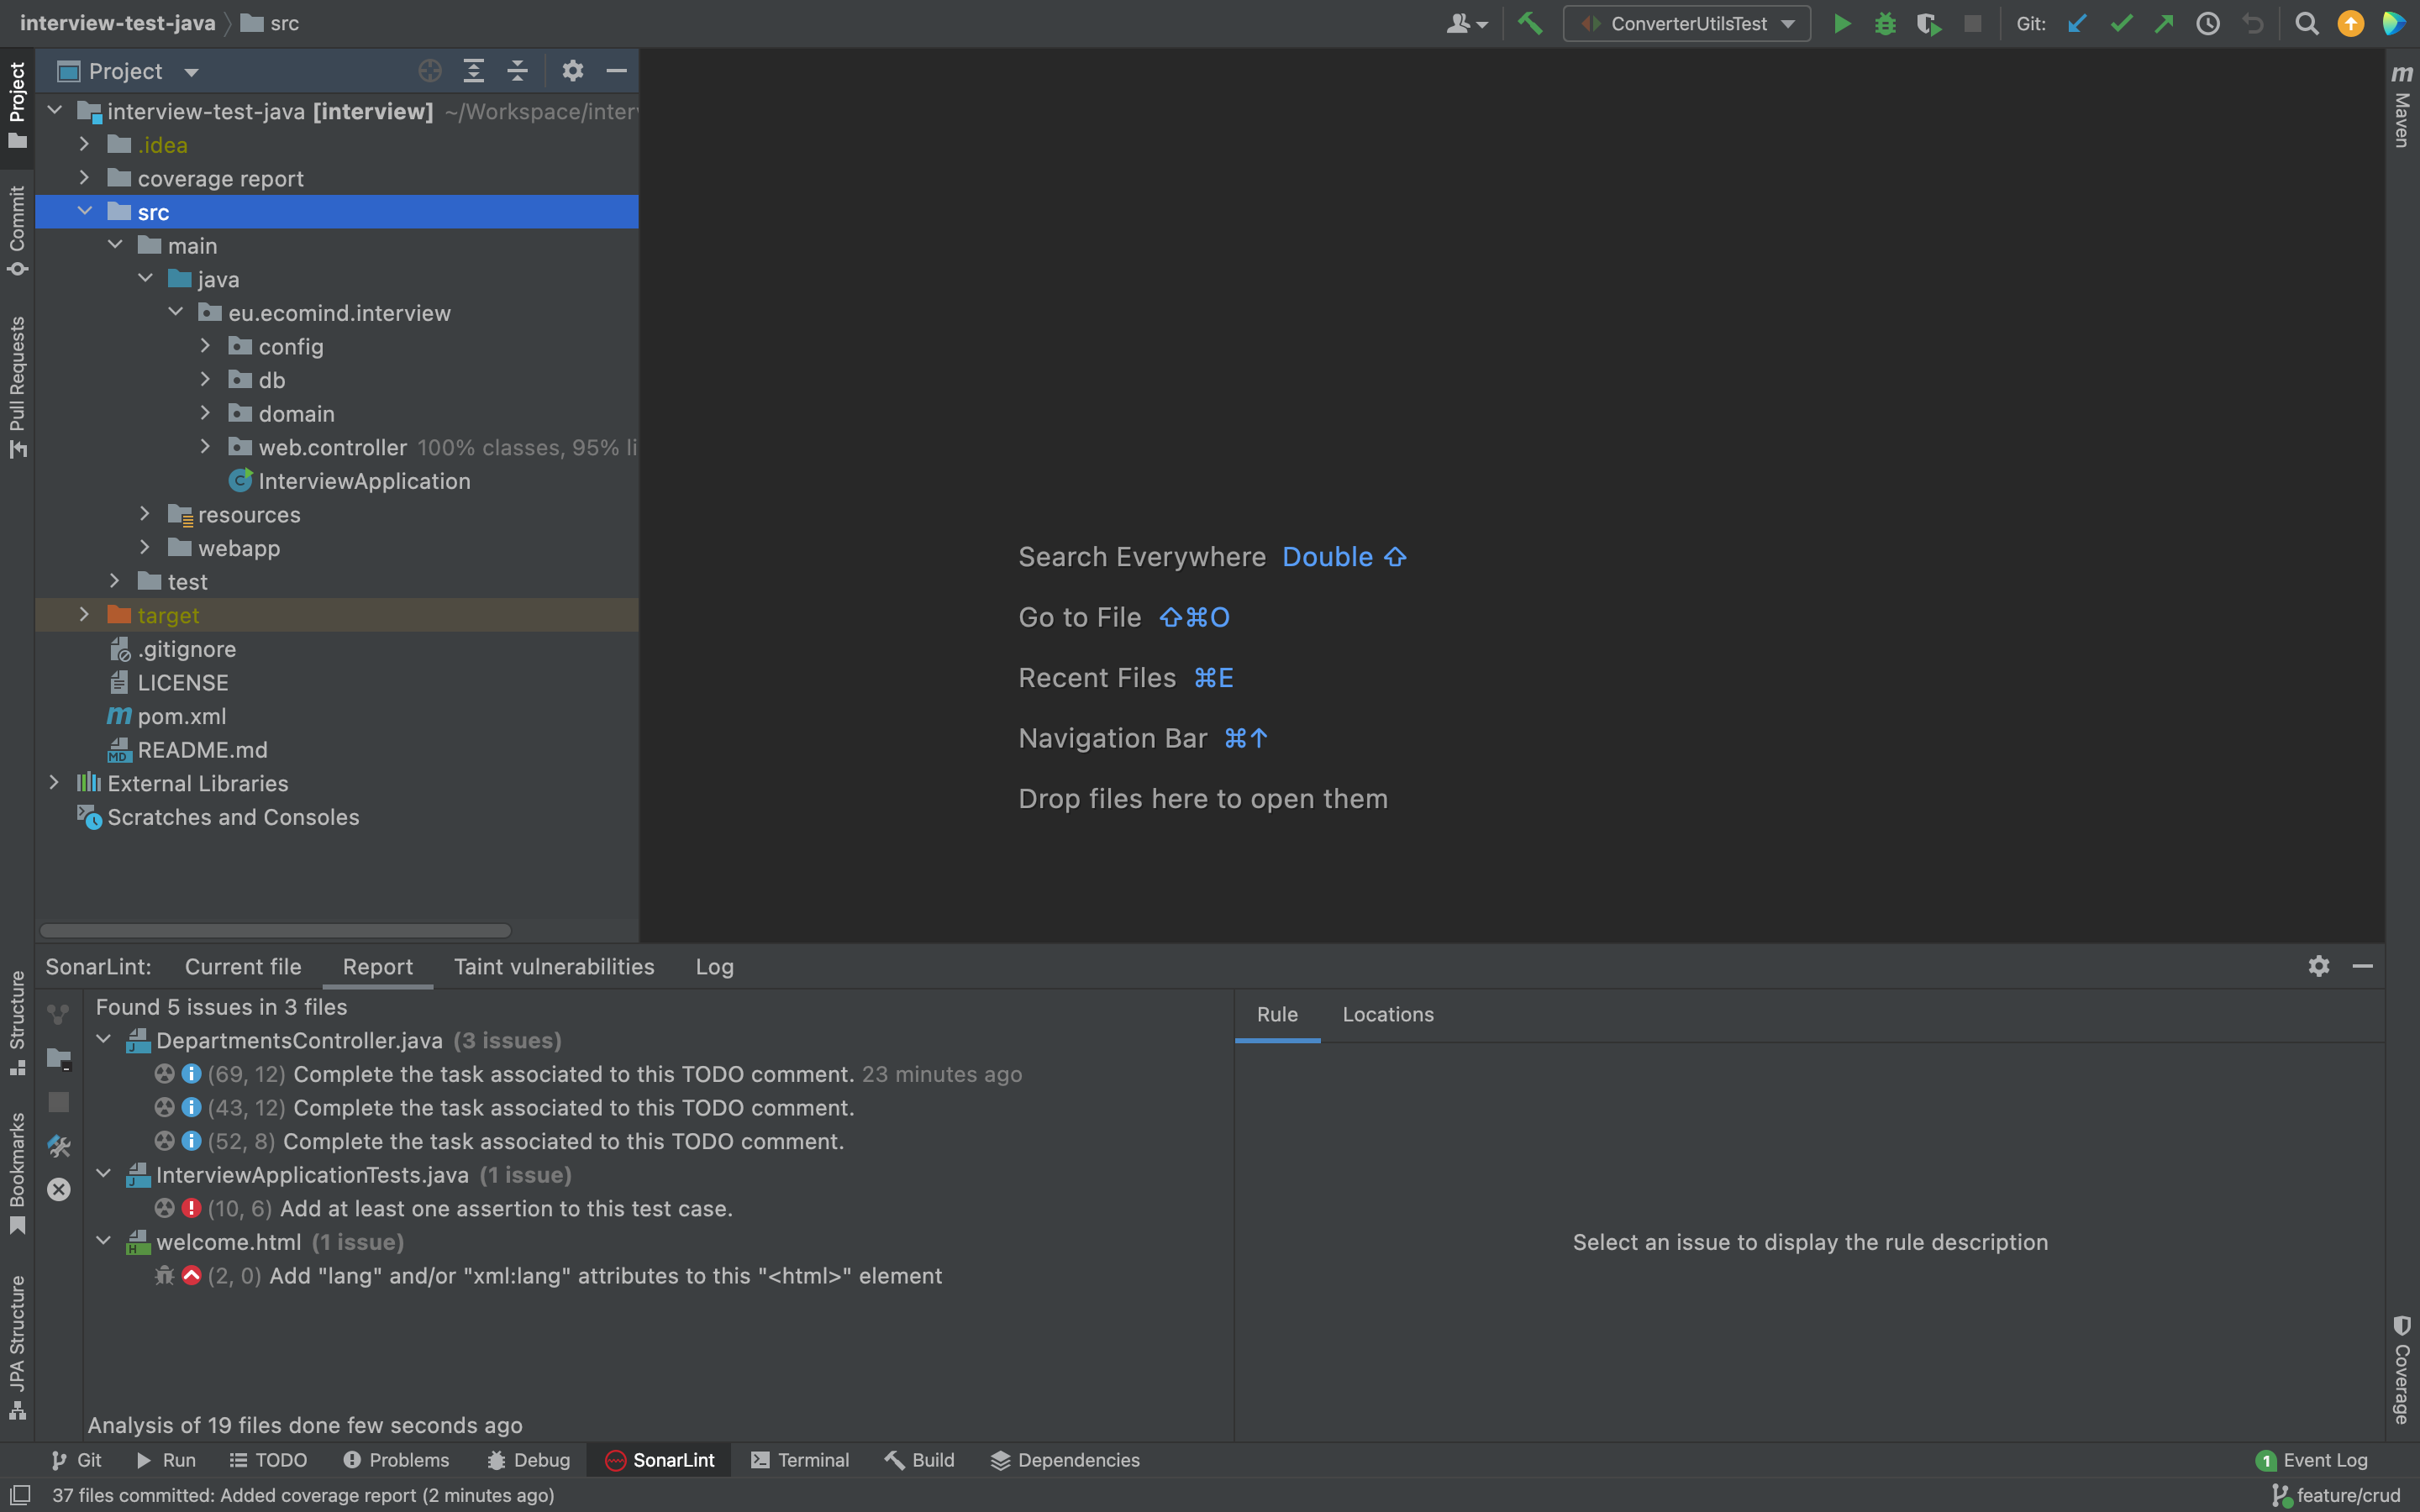 interview-test-java
src
ConverterUtilsTest
Git:
Project
interview-test-java [interview] ~/Workspace/inter
.idea
coverage report
src
main
java
eu.ecomind.interview
config
db
domain
web.controller 100% classes, 95% li
InterviewApplication
resources
webapp
test
target
.gitignore
LICENSE
pom.xml
README.md
External Libraries
Scratches and Consoles
Project
Commit
Pull Requests
Structure
Bookmarks
JPA Structure
Search Everywhere Double ⇧
Go to File ⇧⌘O
Recent Files ⌘E
Navigation Bar ⌘↑
Drop files here to open them
Maven
Coverage
SonarLint: Current file Report Taint vulnerabilities Log
Found 5 issues in 3 files
DepartmentsController.java (3 issues)
(69, 12) Complete the task associated to this TODO comment. 23 minutes ago
(43, 12) Complete the task associated to this TODO comment.
(52, 8) Complete the task associated to this TODO comment.
InterviewApplicationTests.java (1 issue)
(10, 6) Add at least one assertion to this test case.
welcome.html (1 issue)
(2, 0) Add "lang" and/or "xml:lang" attributes to this "<html>" element
Analysis of 19 files done few seconds ago
Rule Locations
Select an issue to display the rule description
Git Run TODO Problems Debug SonarLint Terminal Build Dependencies
1 Event Log
37 files committed: Added coverage report (2 minutes ago)
feature/crud